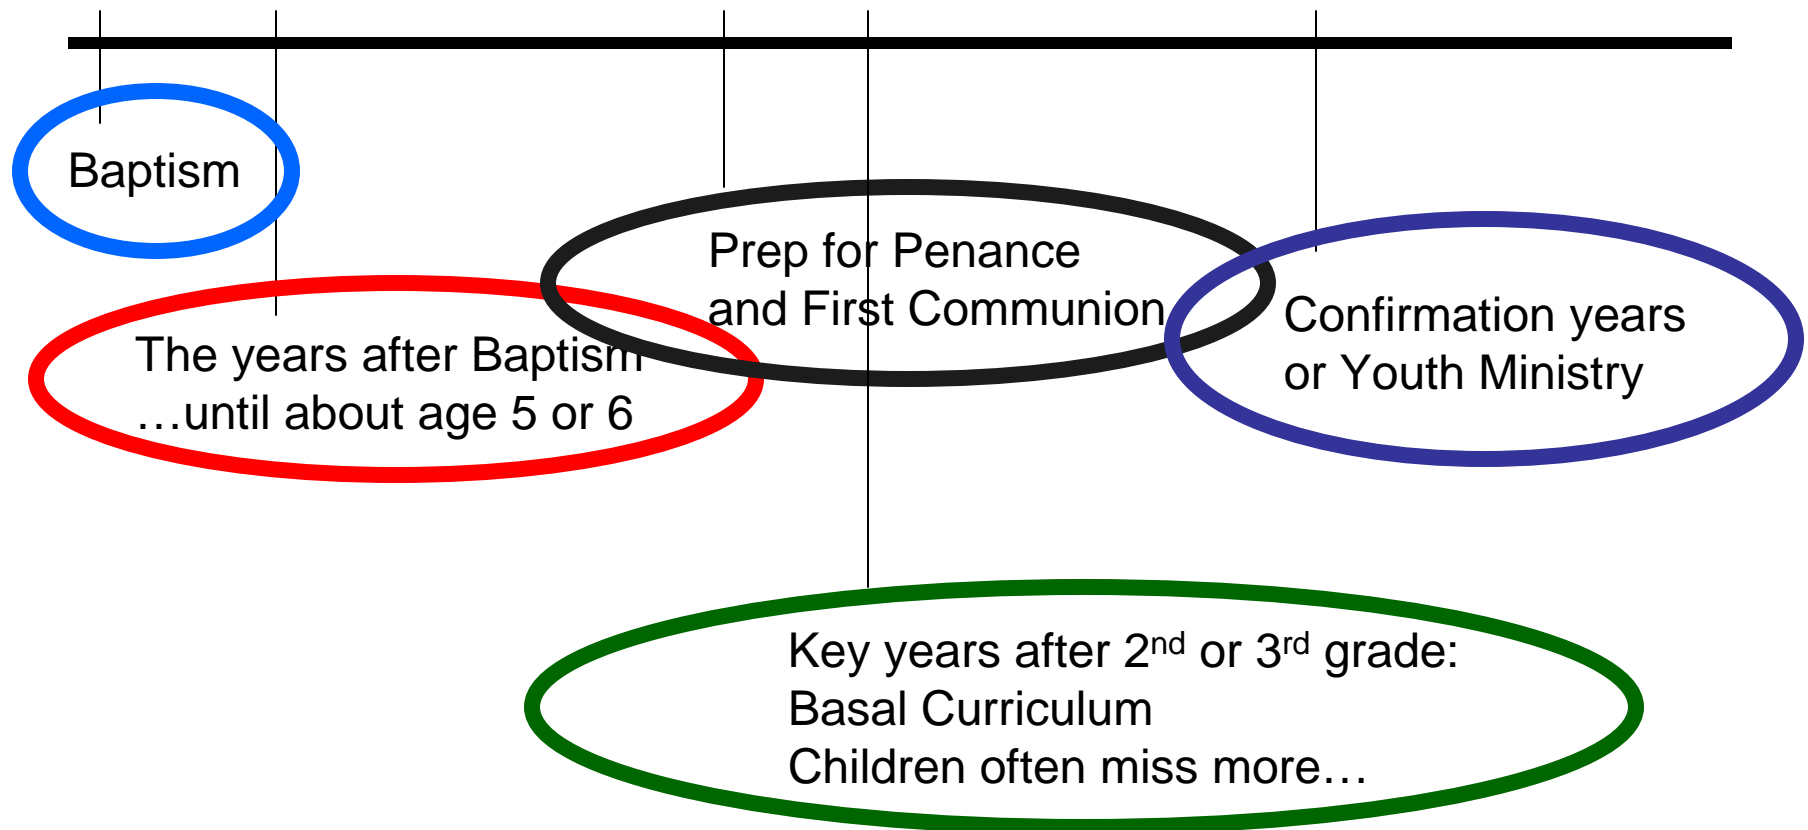 Baptism
The years after Baptism
…until about age 5 or 6
Prep for Penance
and First Communion
Confirmation years
or Youth Ministry
Key years after 2nd or 3rd grade:
Basal Curriculum
Children often miss more…